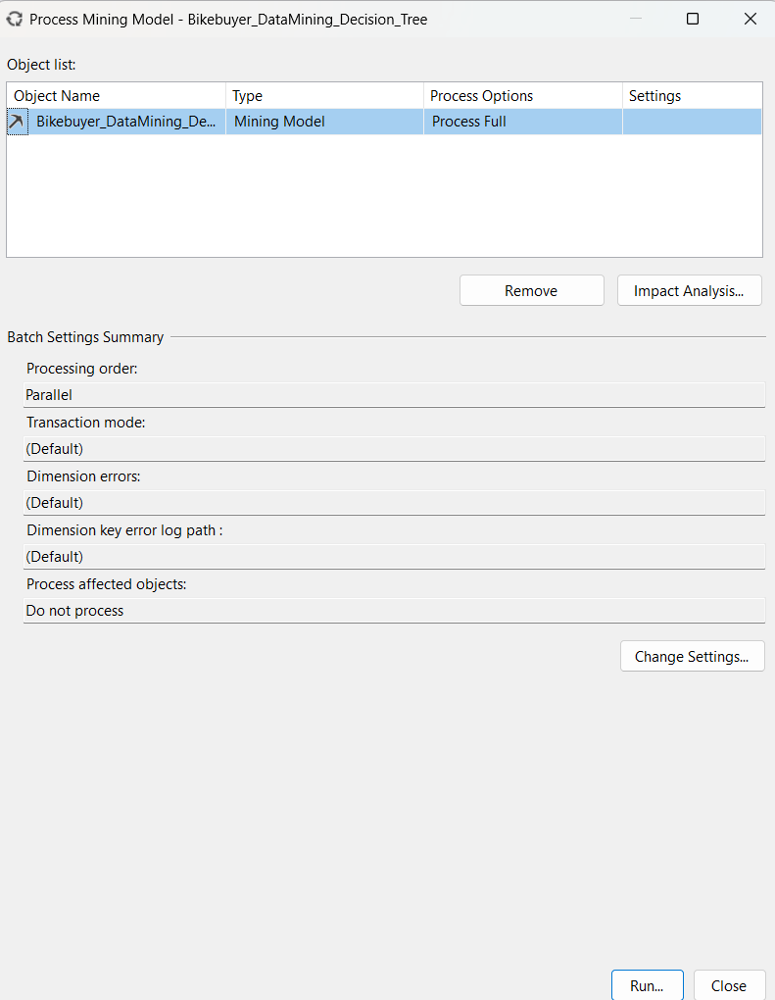 Process Mining Model - Bikebuyer_DataMining_Decision_Tree
Object list:
Object Name Type Process Options Settings
Bikebuyer_DataMining_De... Mining Model Process Full
Remove Impact Analysis...
Batch Settings Summary
Processing order:
Parallel
Transaction mode:
(Default)
Dimension errors:
(Default)
Dimension key error log path :
(Default)
Process affected objects:
Do not process
Change Settings...
Run... Close